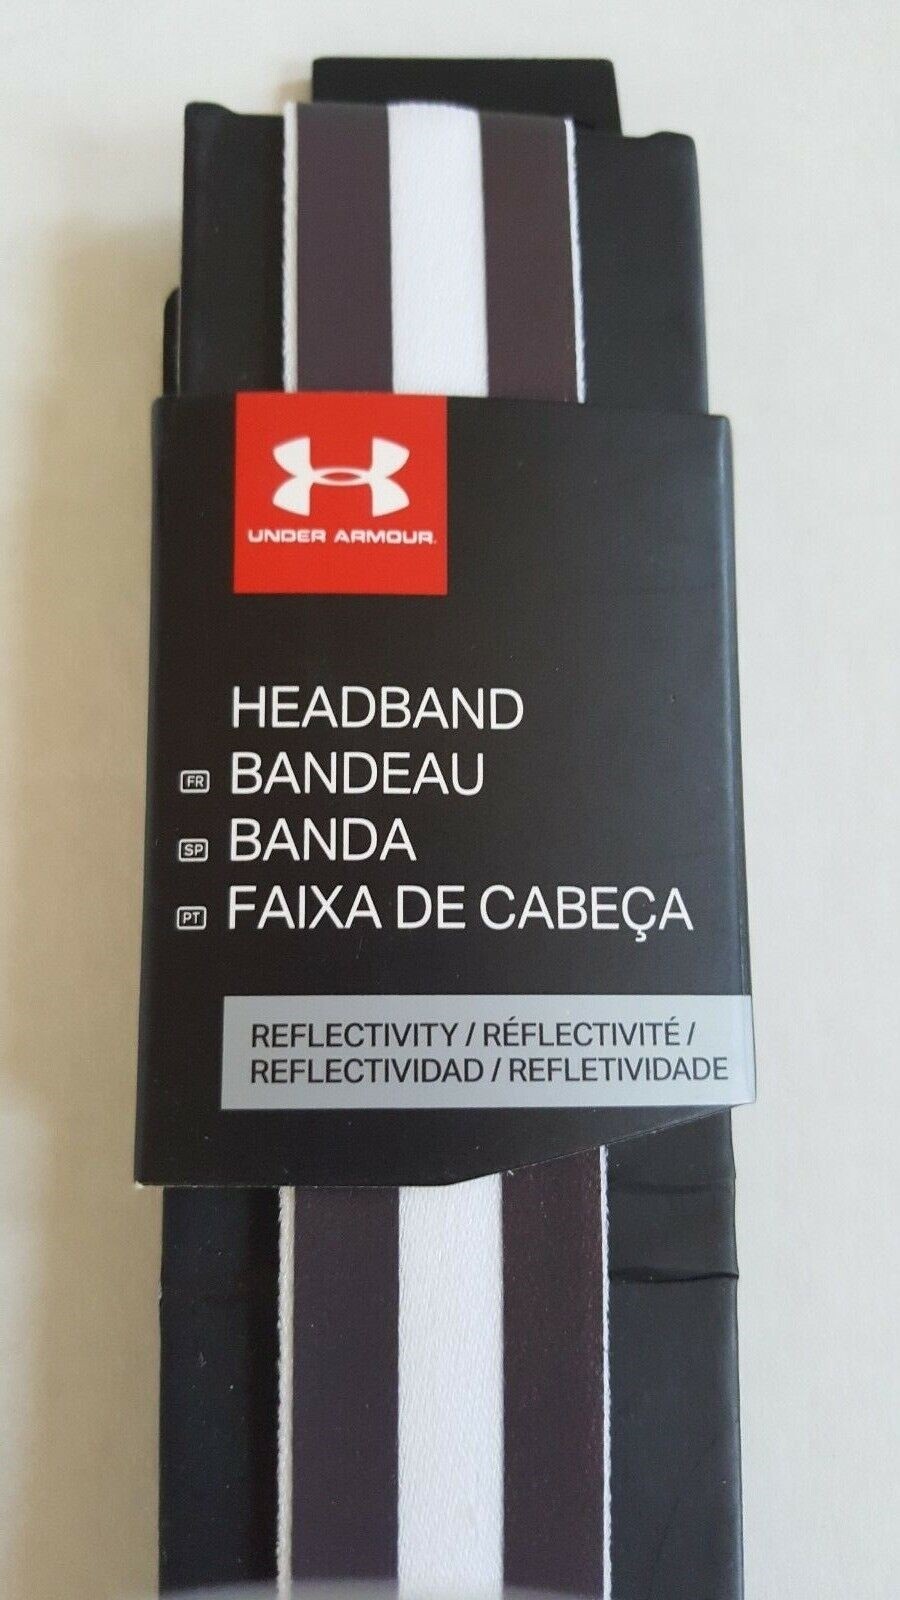 UNDER ARMOUR.
HEADBAND
FR BANDEAU
SP BANDA
PT FAIXA DE CABEÇA
REFLECTIVITY / RÉFLECTIVITÉ /
REFLECTIVIDAD / REFLETIVIDADE